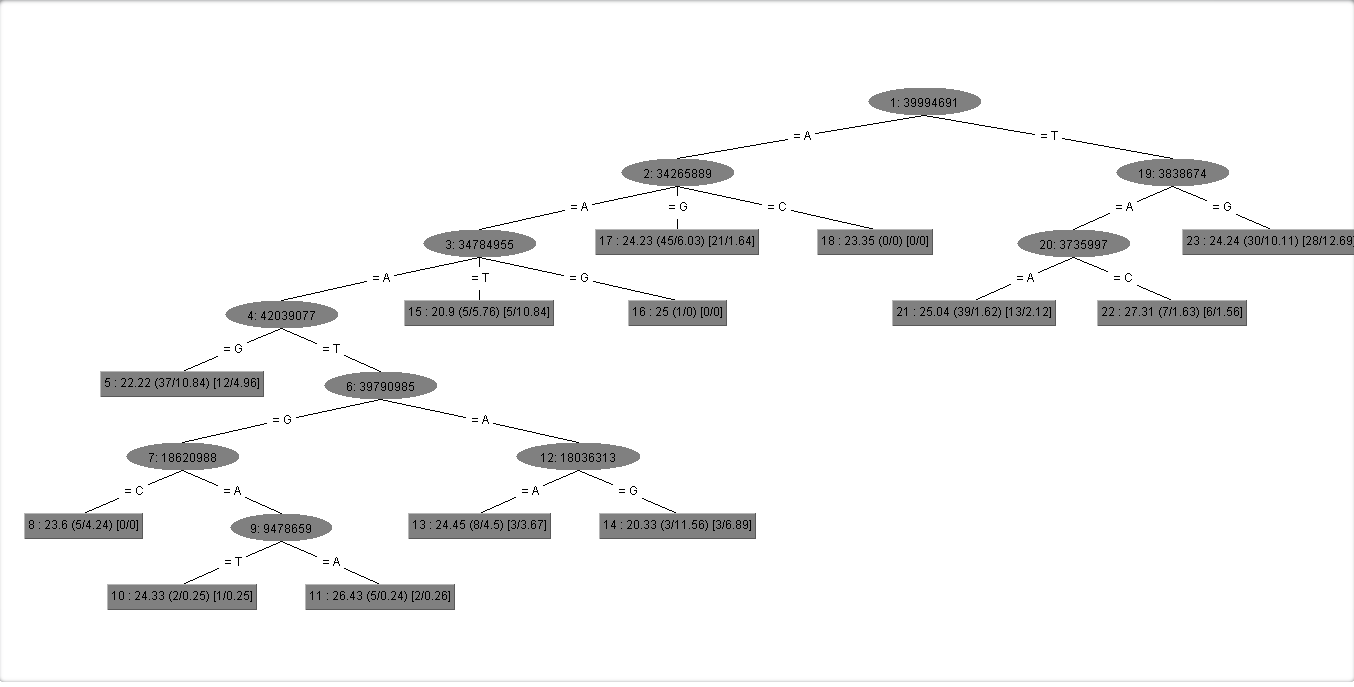 1: 39994691
= A
= T
2: 34265889
19: 3838674
= A
= G
= C
= A
= G
3: 34784955
17 : 24.23 (45/6.03) [21/1.64]
18 : 23.35 (0/0) [0/0]
20: 3735997
23 : 24.24 (30/10.11) [28/12.69]
= A
= T
= G
= A
= C
4: 42039077
15 : 20.9 (5/5.76) [5/10.84]
16 : 25 (1/0) [0/0]
21 : 25.04 (39/1.62) [13/2.12]
22 : 27.31 (7/1.63) [6/1.56]
= G
= T
5 : 22.22 (37/10.84) [12/4.96]
6: 39790985
= G
= A
7: 18620988
12: 18036313
= C
= A
= A
= G
8 : 23.6 (5/4.24) [0/0]
9: 9478659
13 : 24.45 (8/4.5) [3/3.67]
14 : 20.33 (3/11.56) [3/6.89]
= T
= A
10 : 24.33 (2/0.25) [1/0.25]
11 : 26.43 (5/0.24) [2/0.26]